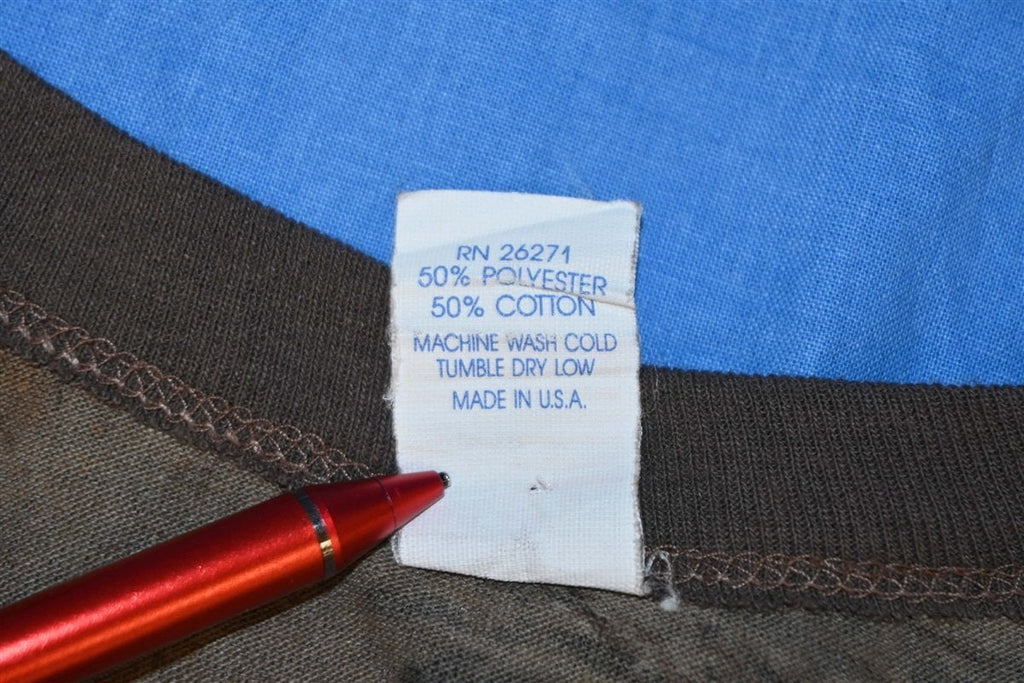 RN 26271
50% POLYESTER
50% COTTON
MACHINE WASH COLD
TUMBLE DRY LOW
MADE IN U.S.A.